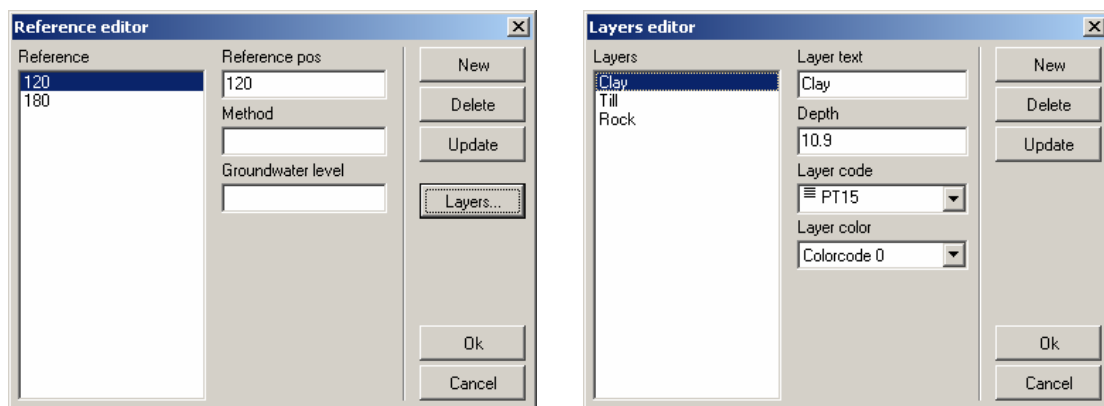 Reference editor
Reference
120
180
Reference pos
120
Method
Groundwater level
New
Delete
Update
Layers...
Ok
Cancel
Layers editor
Layers
Clay
Till
Rock
Layer text
Clay
Depth
10.9
Layer code
PT15
Layer color
Colorcode 0
New
Delete
Update
Ok
Cancel